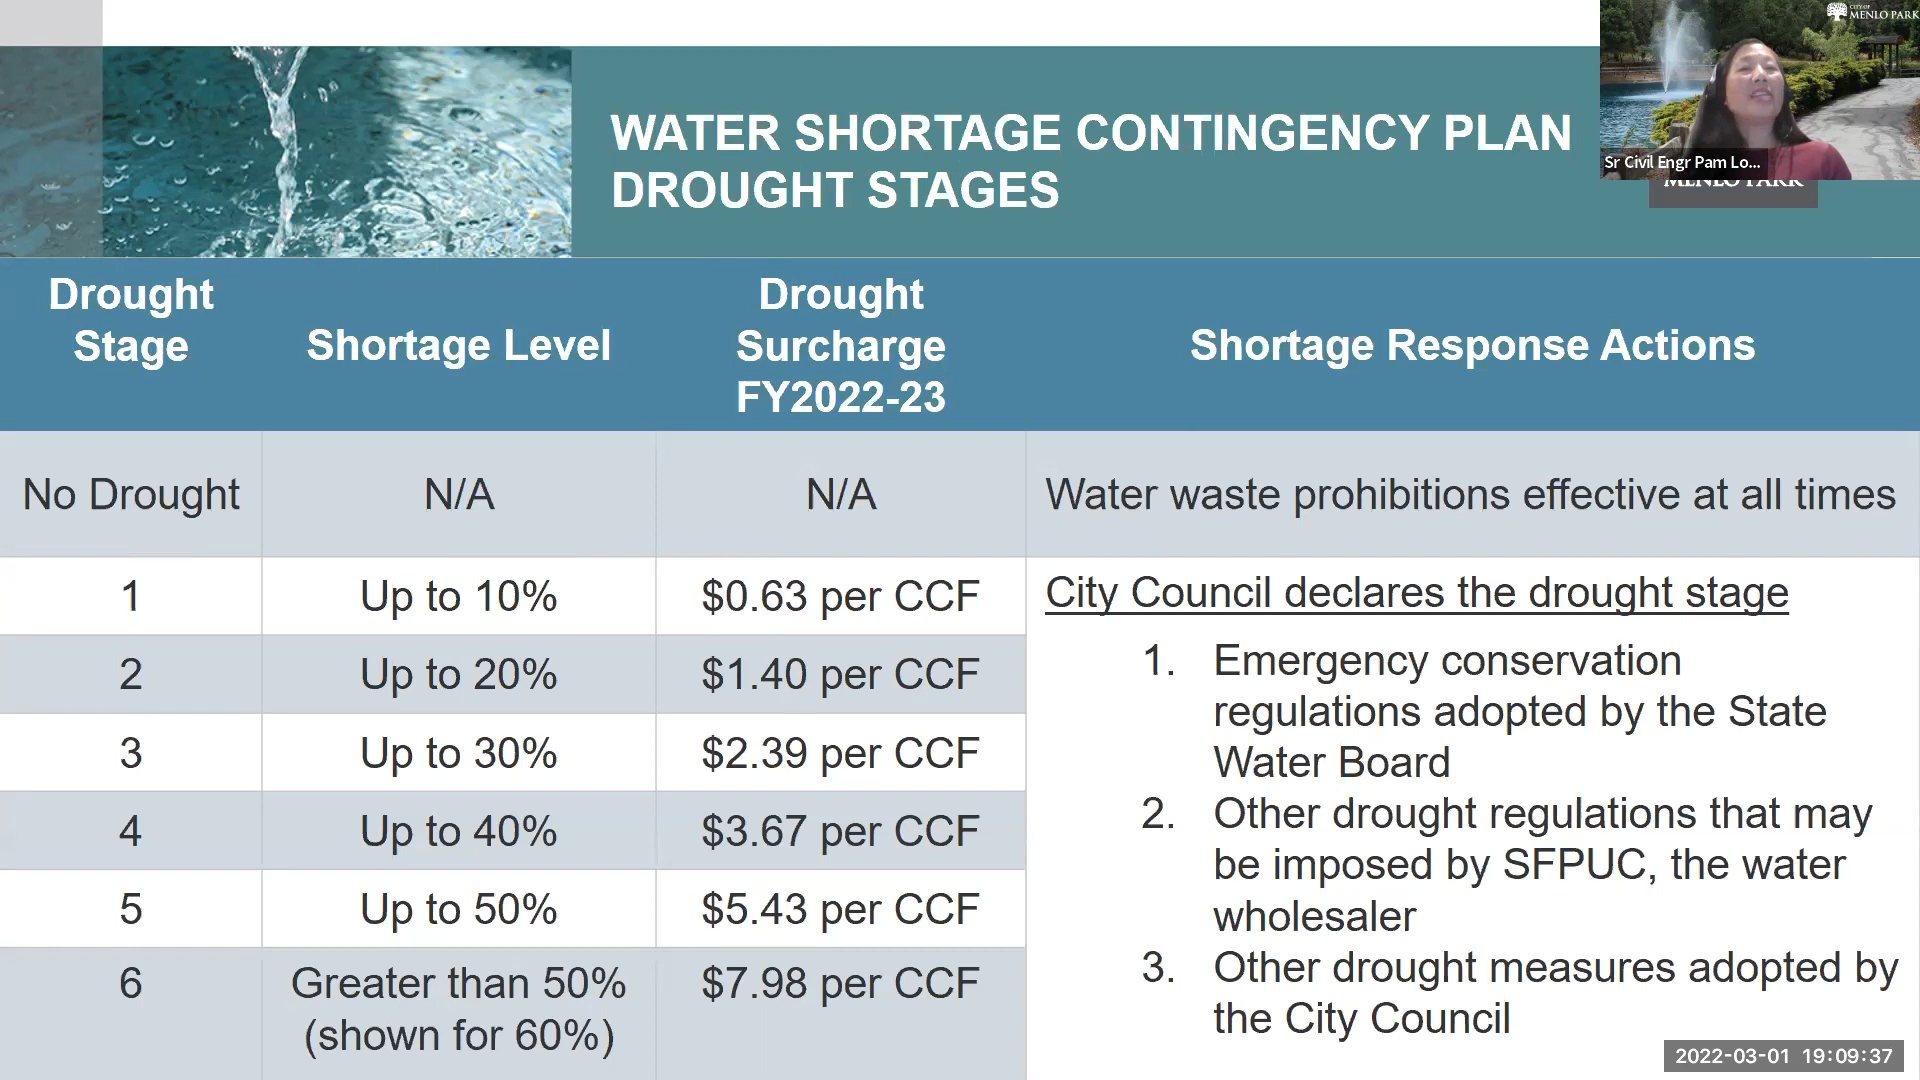 CITY OF
MENLO PARK
WATER SHORTAGE CONTINGENCY PLAN
DROUGHT STAGES
Sr Civil Engr Pam Lo...
MENLO PARK
Drought
Stage
Shortage Level
Drought
Surcharge
FY2022-23
Shortage Response Actions
No Drought
N/A
N/A
Water waste prohibitions effective at all times
1
Up to 10%
$0.63 per CCF
2
Up to 20%
$1.40 per CCF
3
Up to 30%
$2.39 per CCF
4
Up to 40%
$3.67 per CCF
5
Up to 50%
$5.43 per CCF
6
Greater than 50%
(shown for 60%)
$7.98 per CCF
City Council declares the drought stage
1. Emergency conservation
regulations adopted by the State
Water Board
2. Other drought regulations that may
be imposed by SFPUC, the water
wholesaler
3. Other drought measures adopted by
the City Council
2022-03-01 19:09:37